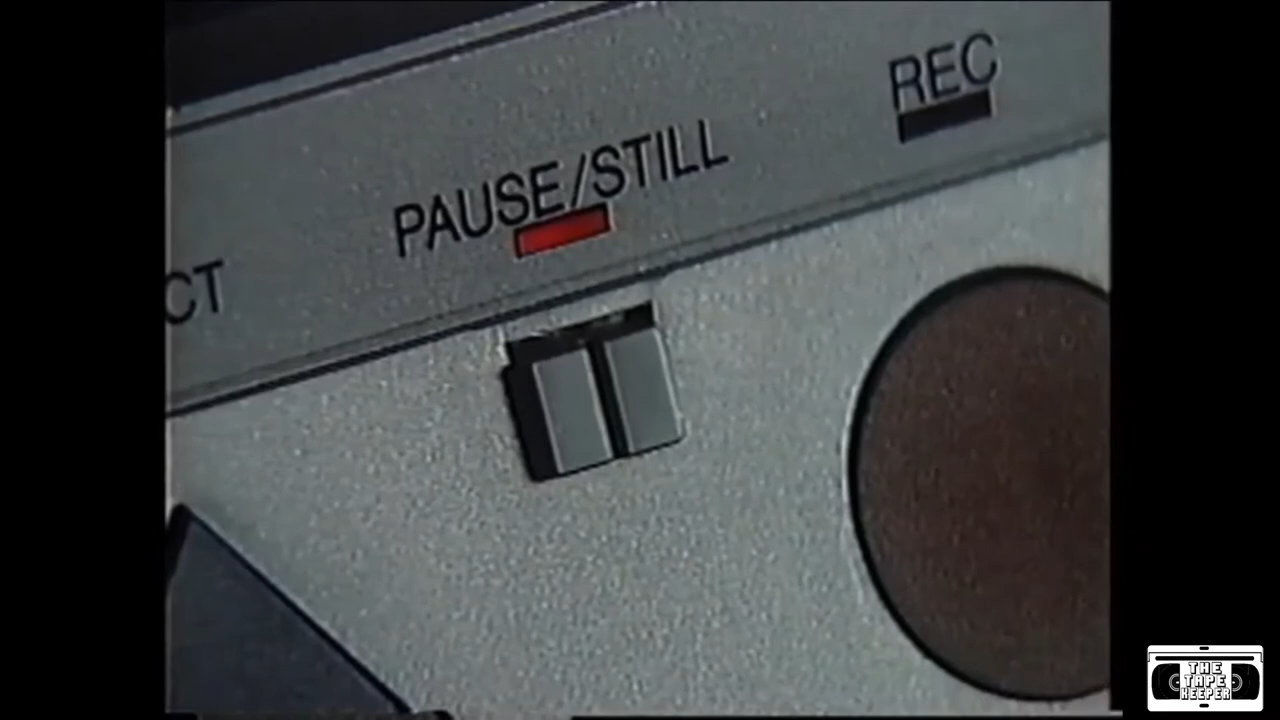 REC
PAUSE/STILL
CT
THE
TAPE
KEEPER